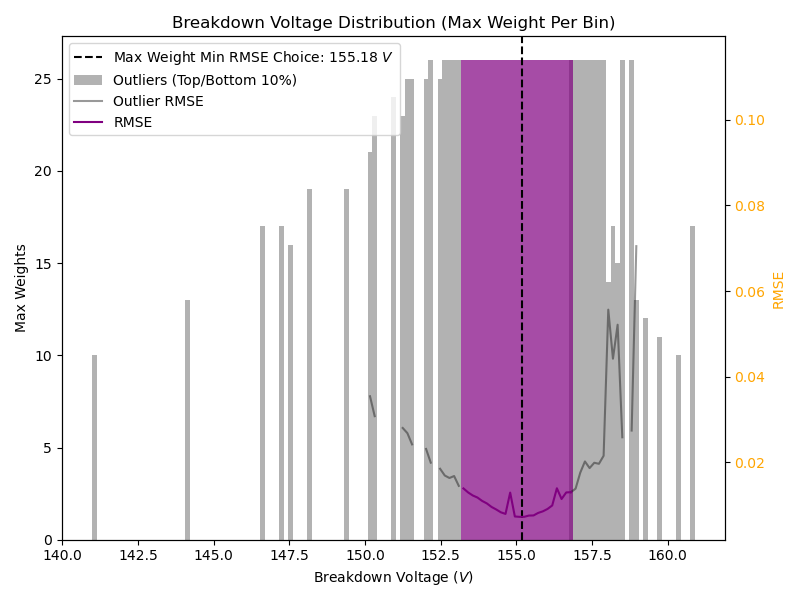 Breakdown Voltage Distribution (Max Weight Per Bin)
Max Weight Min RMSE Choice: 155.18 V
Outliers (Top/Bottom 10%)
Outlier RMSE
RMSE
Max Weights
25
20
15
10
5
0
0.10
0.08
0.06
0.04
0.02
RMSE
140.0 142.5 145.0 147.5 150.0 152.5 155.0 157.5 160.0
Breakdown Voltage (V)